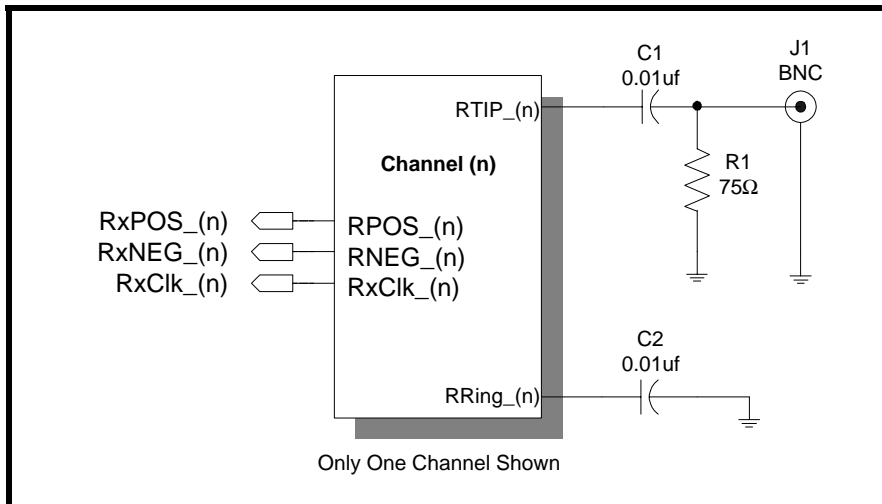 C1
0.01uf
J1
BNC
RTIP_(n)
Channel (n)
R1
75Ω
RxPOS_(n)
RPOS_(n)
RxNEG_(n)
RNEG_(n)
RxClk_(n)
RxClk_(n)
C2
0.01uf
RRing_(n)
Only One Channel Shown